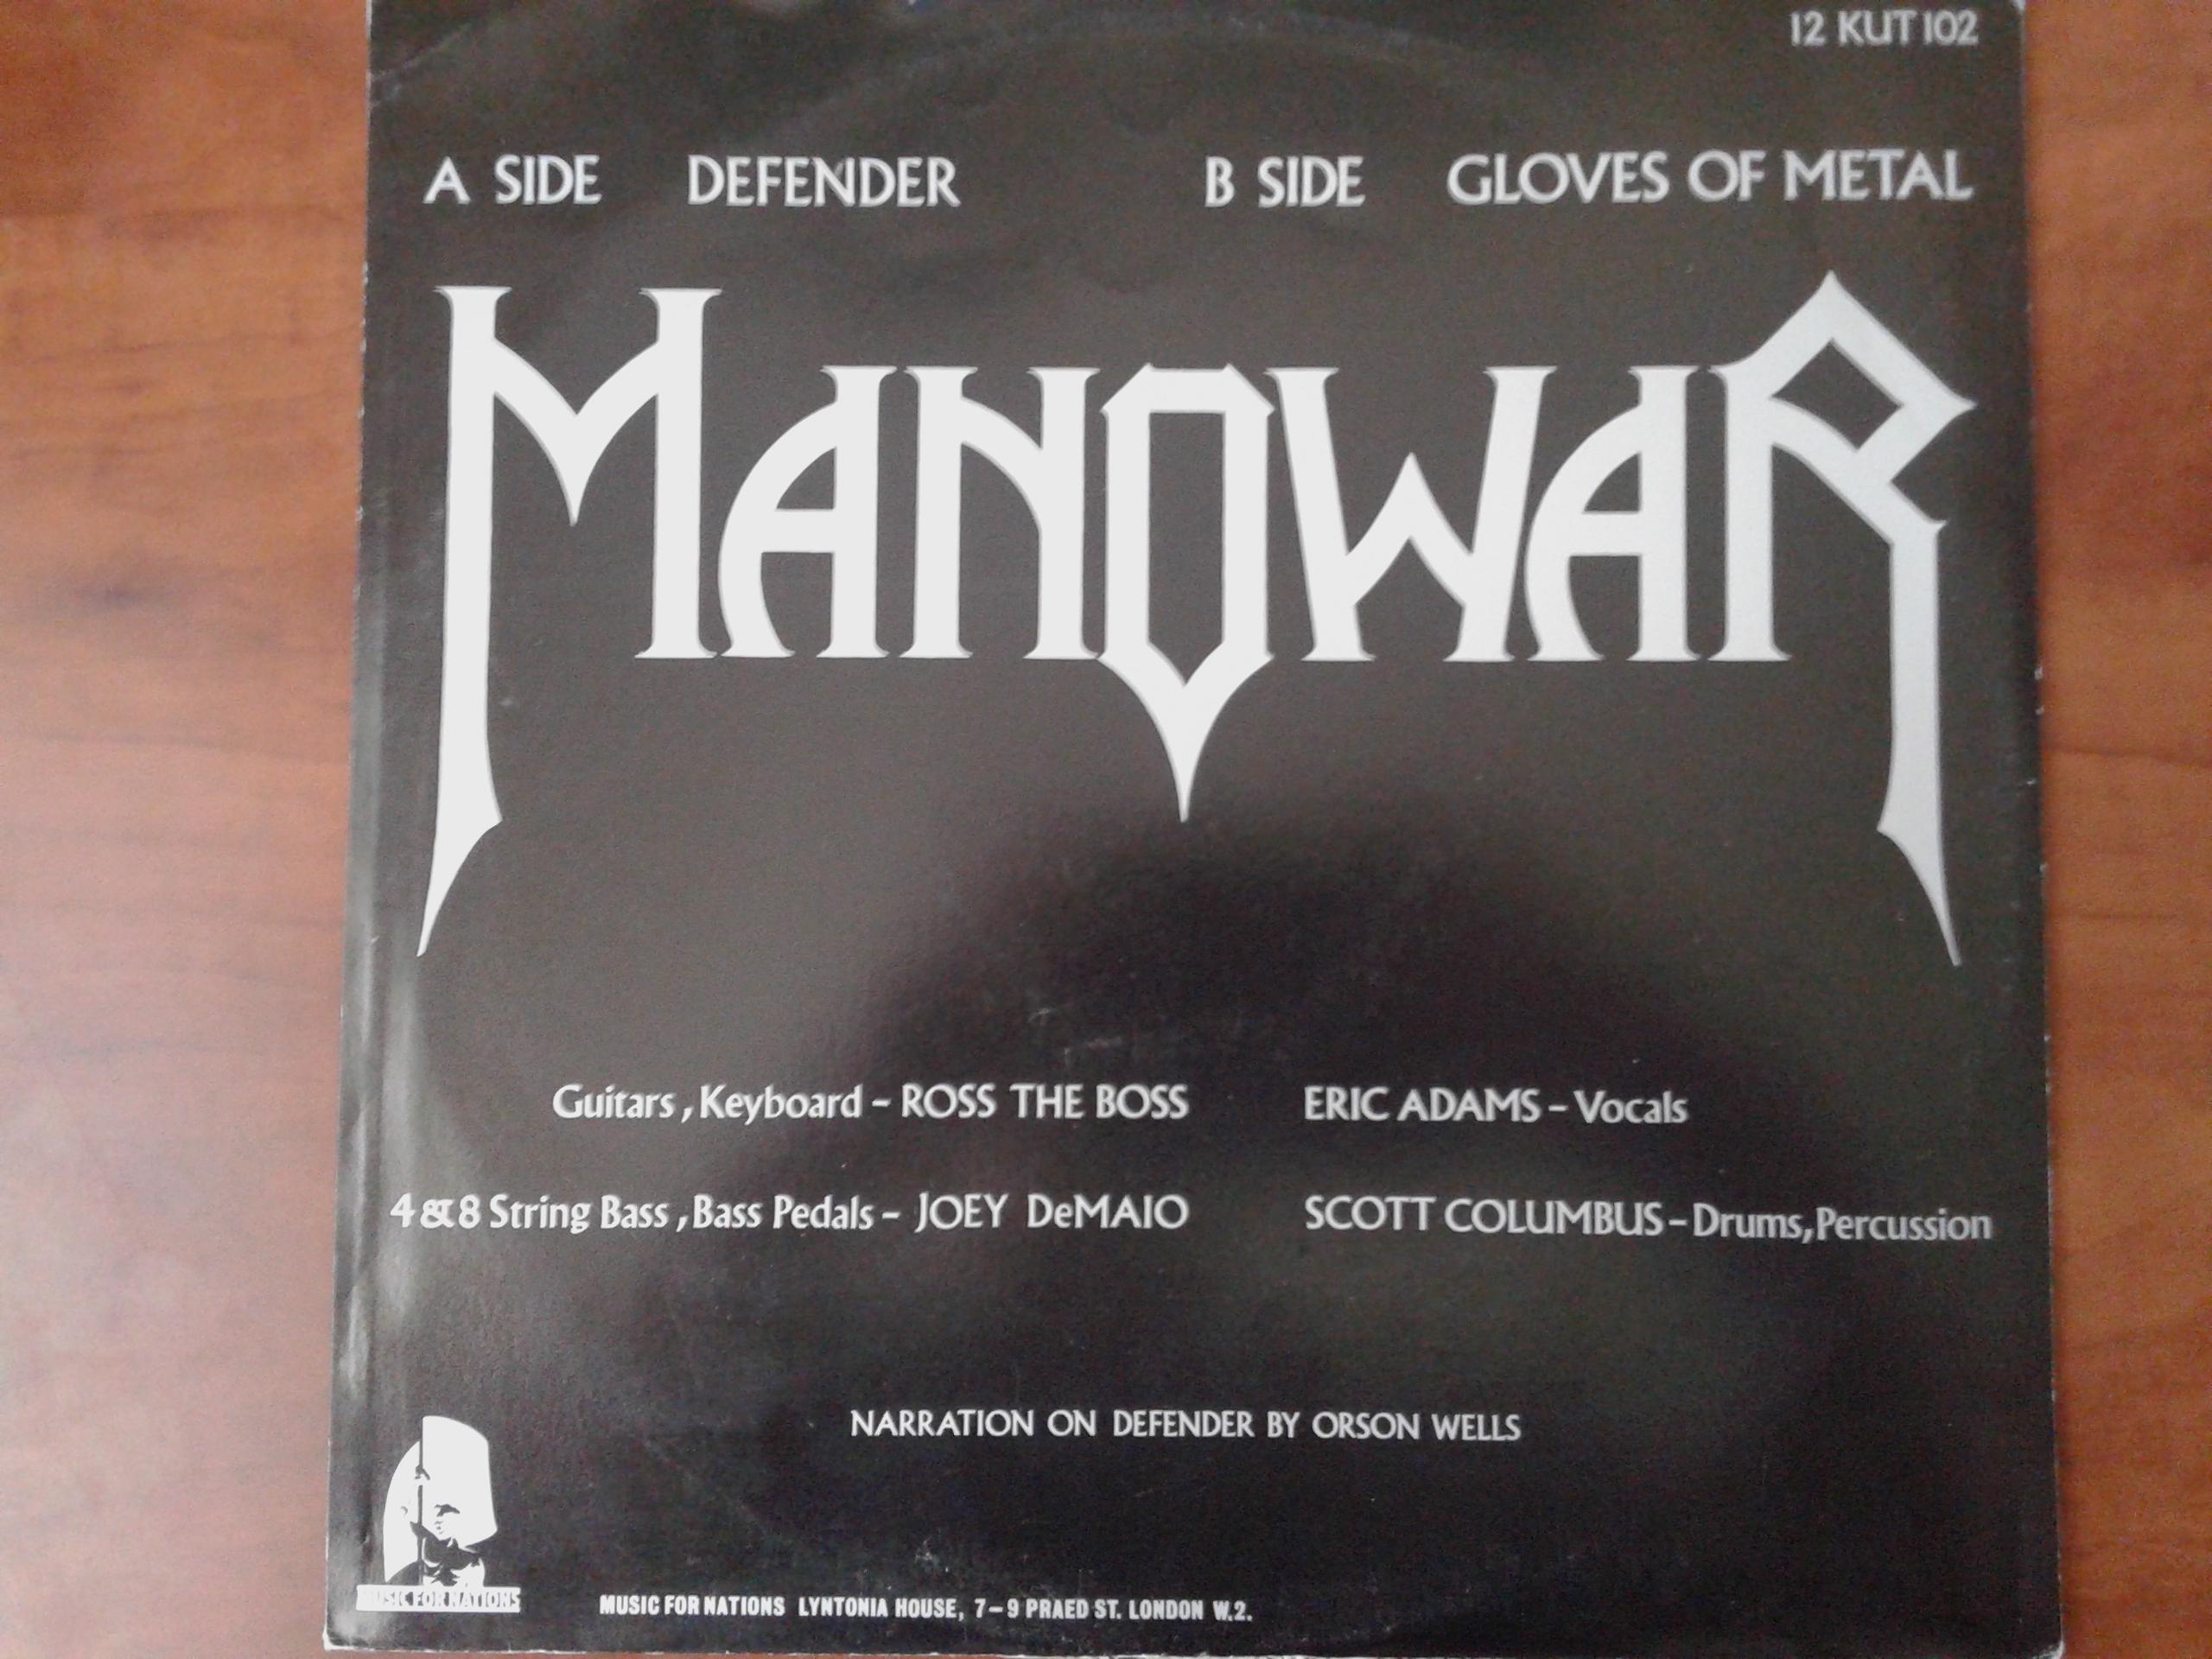 12 KUT 102
A SIDE DEFENDER B SIDE GLOVES OF METAL
MANOWAR
Guitars, Keyboard - ROSS THE BOSS ERIC ADAMS - Vocals
4 & 8 String Bass, Bass Pedals - JOEY DeMAIO SCOTT COLUMBUS - Drums, Percussion
NARRATION ON DEFENDER BY ORSON WELLS
MUSIC FOR NATIONS
MUSIC FOR NATIONS LYNTONIA HOUSE, 7-9 PRAED ST. LONDON W.2.